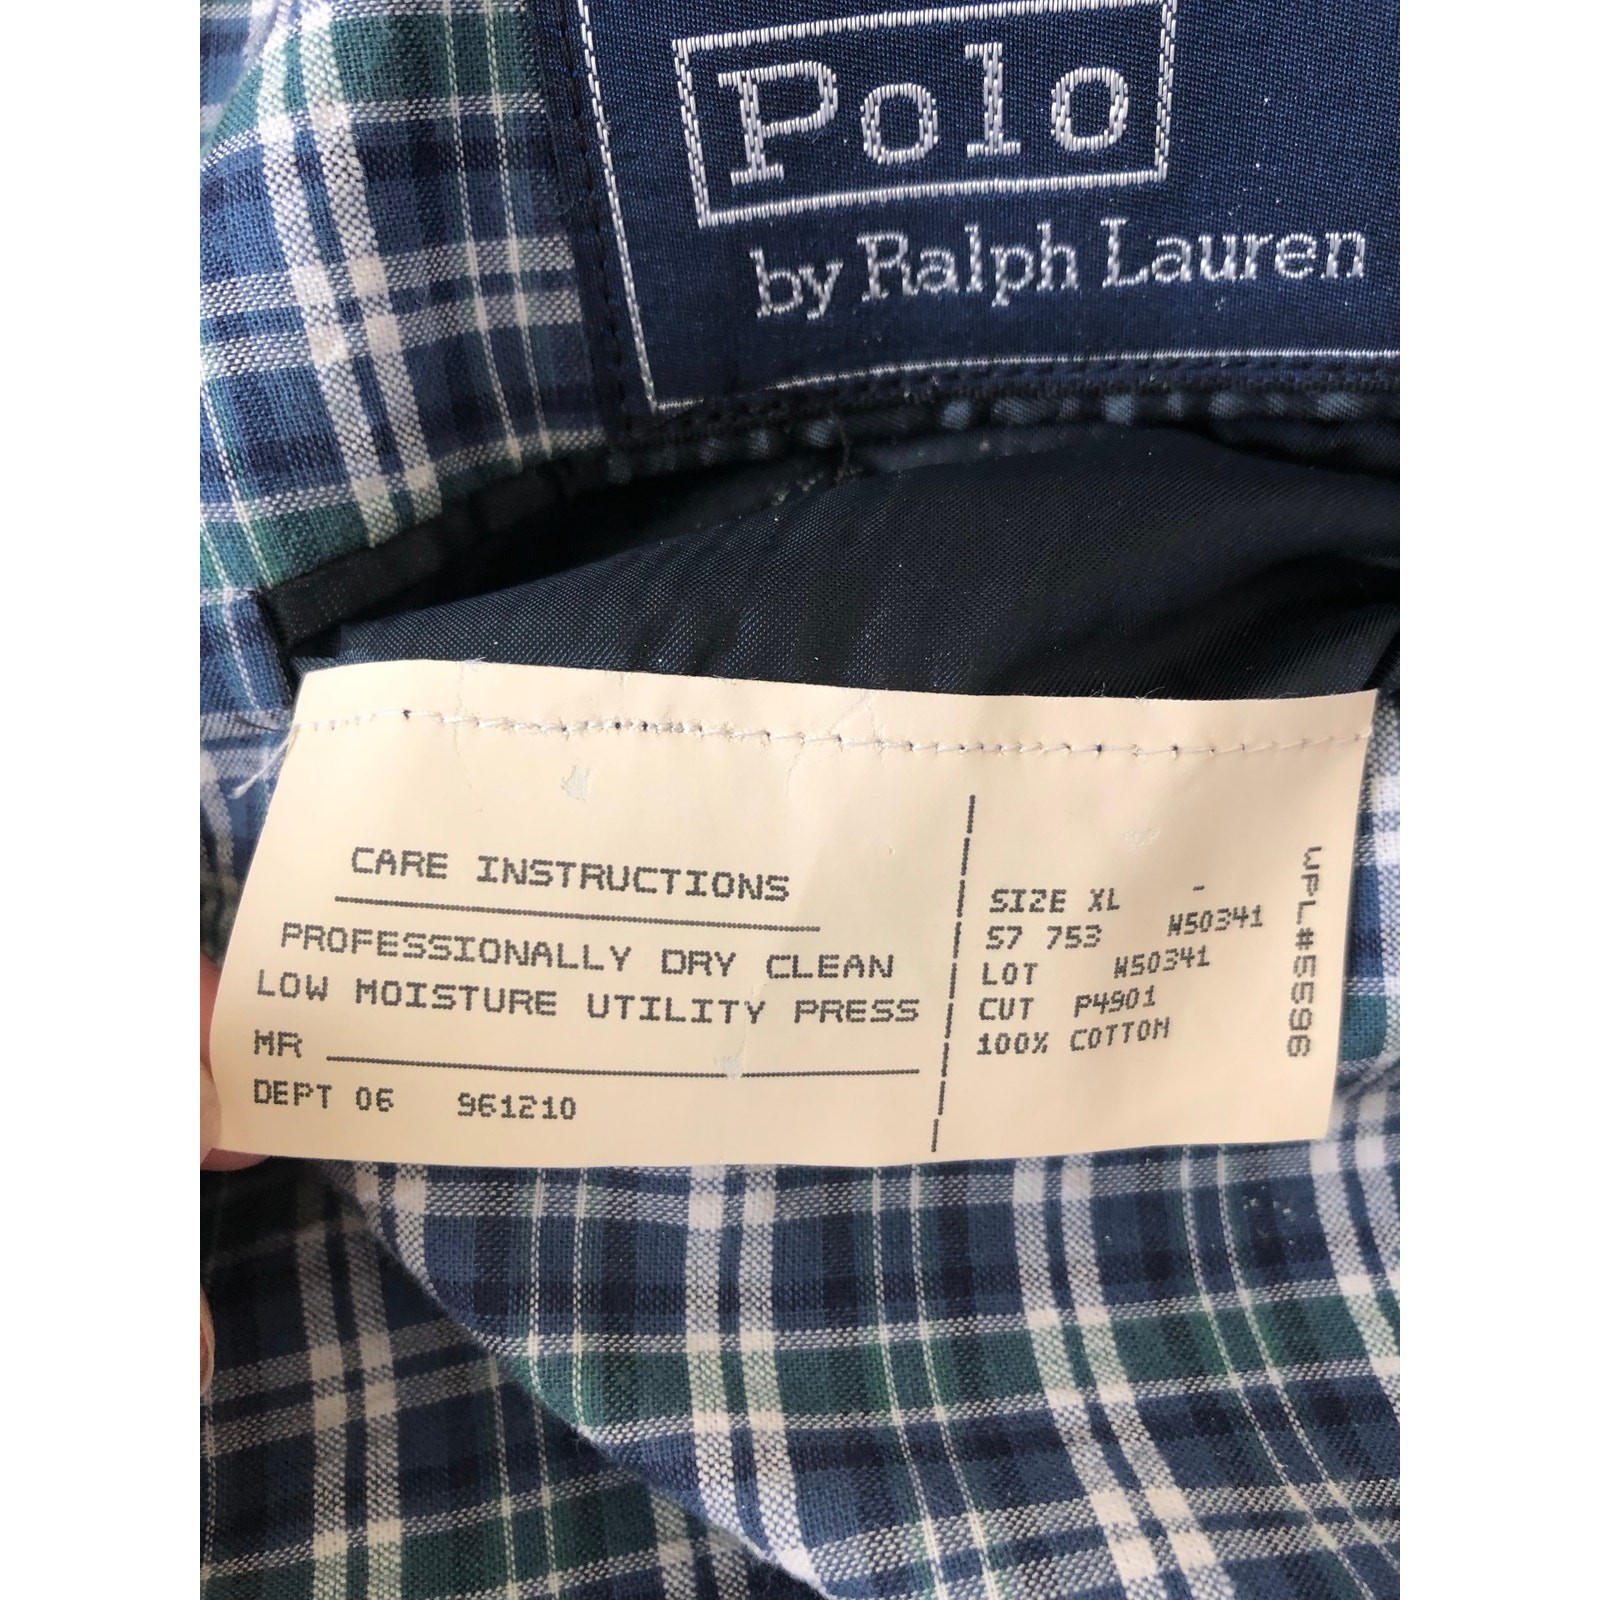 Polo
by Ralph Lauren
CARE INSTRUCTIONS
PROFESSIONALLY DRY CLEAN
LOW MOISTURE UTILITY PRESS
MR
DEPT 06 961210
SIZE XL -
57 753 W50341
LOT W50341
CUT P4901
100% COTTON
WPL#5596